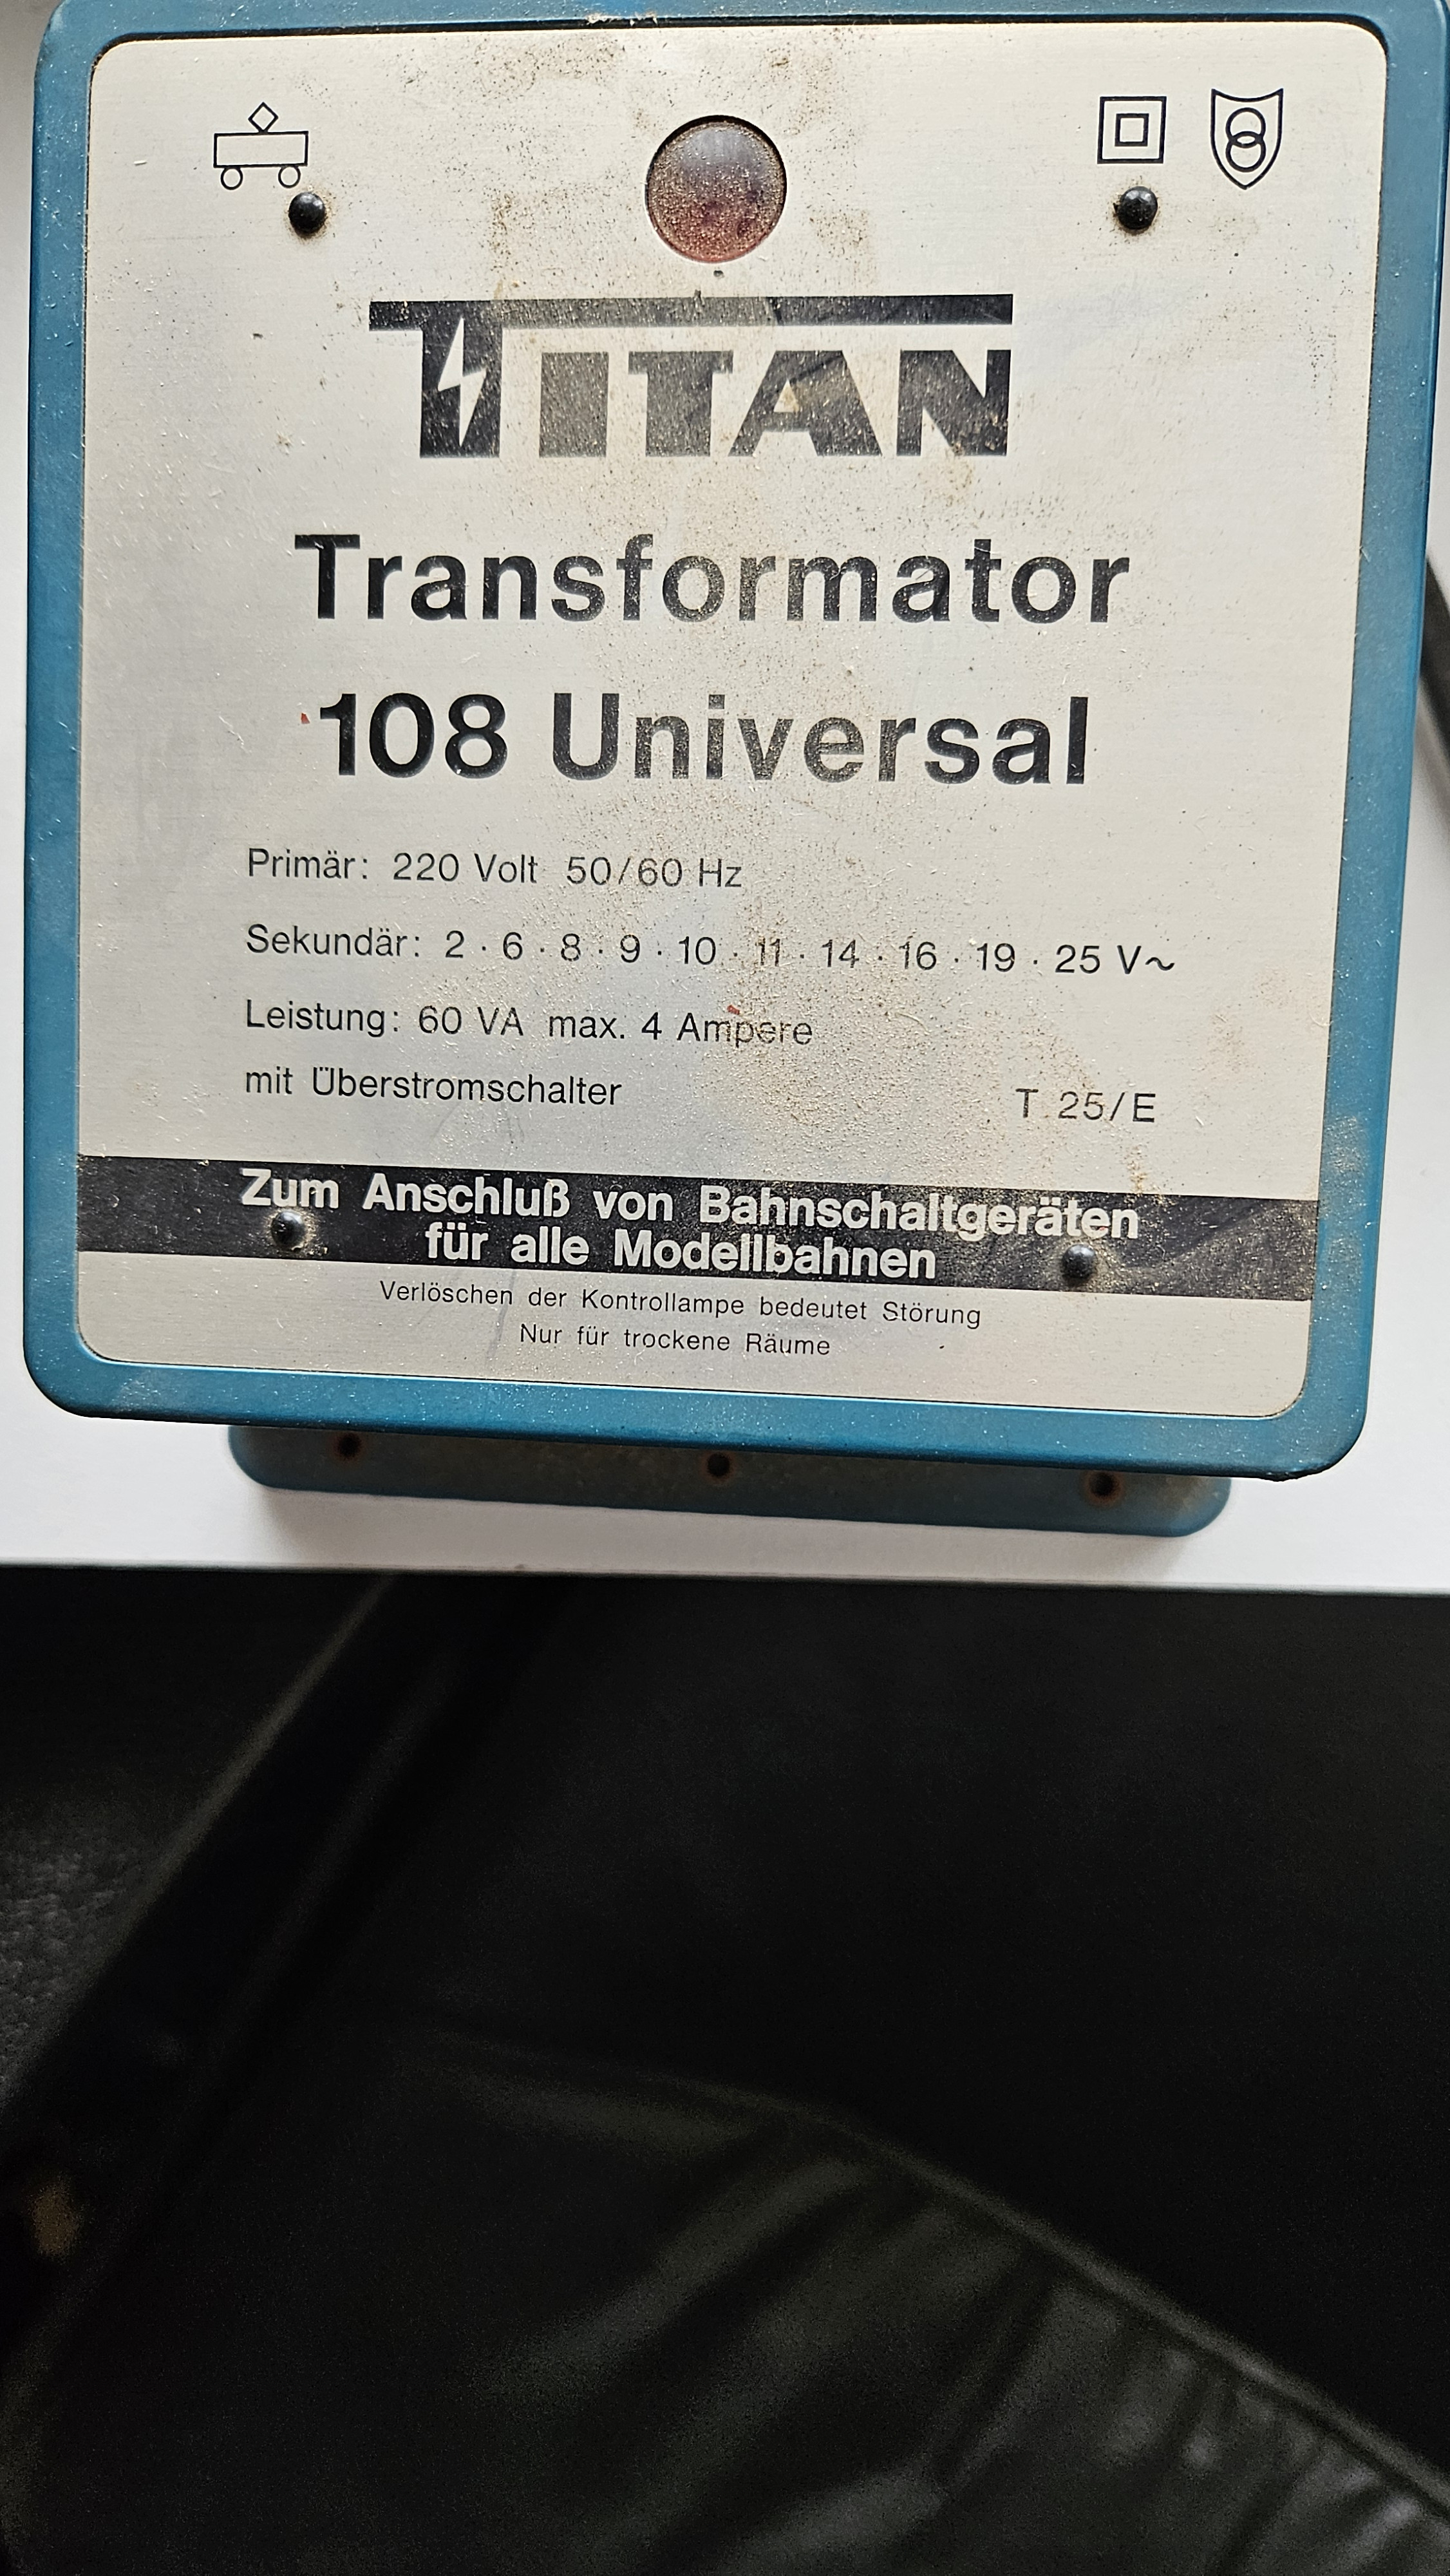 TITAN
Transformator
108 Universal
Primär: 220 Volt 50/60 Hz
Sekundär: 2 · 6 · 8 · 9 · 10 · 11 · 14 · 16 · 19 · 25 V~
Leistung: 60 VA max. 4 Ampere
mit Überstromschalter
T 25/E
Zum Anschluß von Bahnschaltgeräten
für alle Modellbahnen
Verlöschen der Kontrollampe bedeutet Störung
Nur für trockene Räume